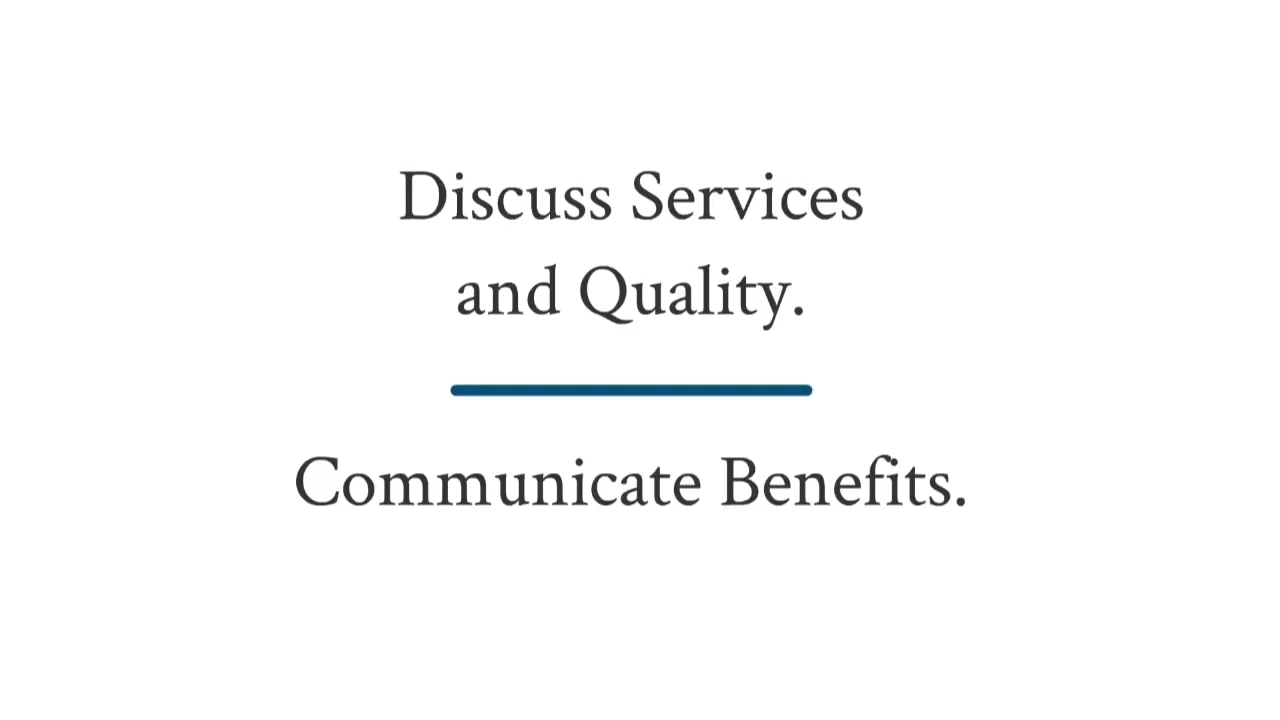 Discuss Services
and Quality.
Communicate Benefits.